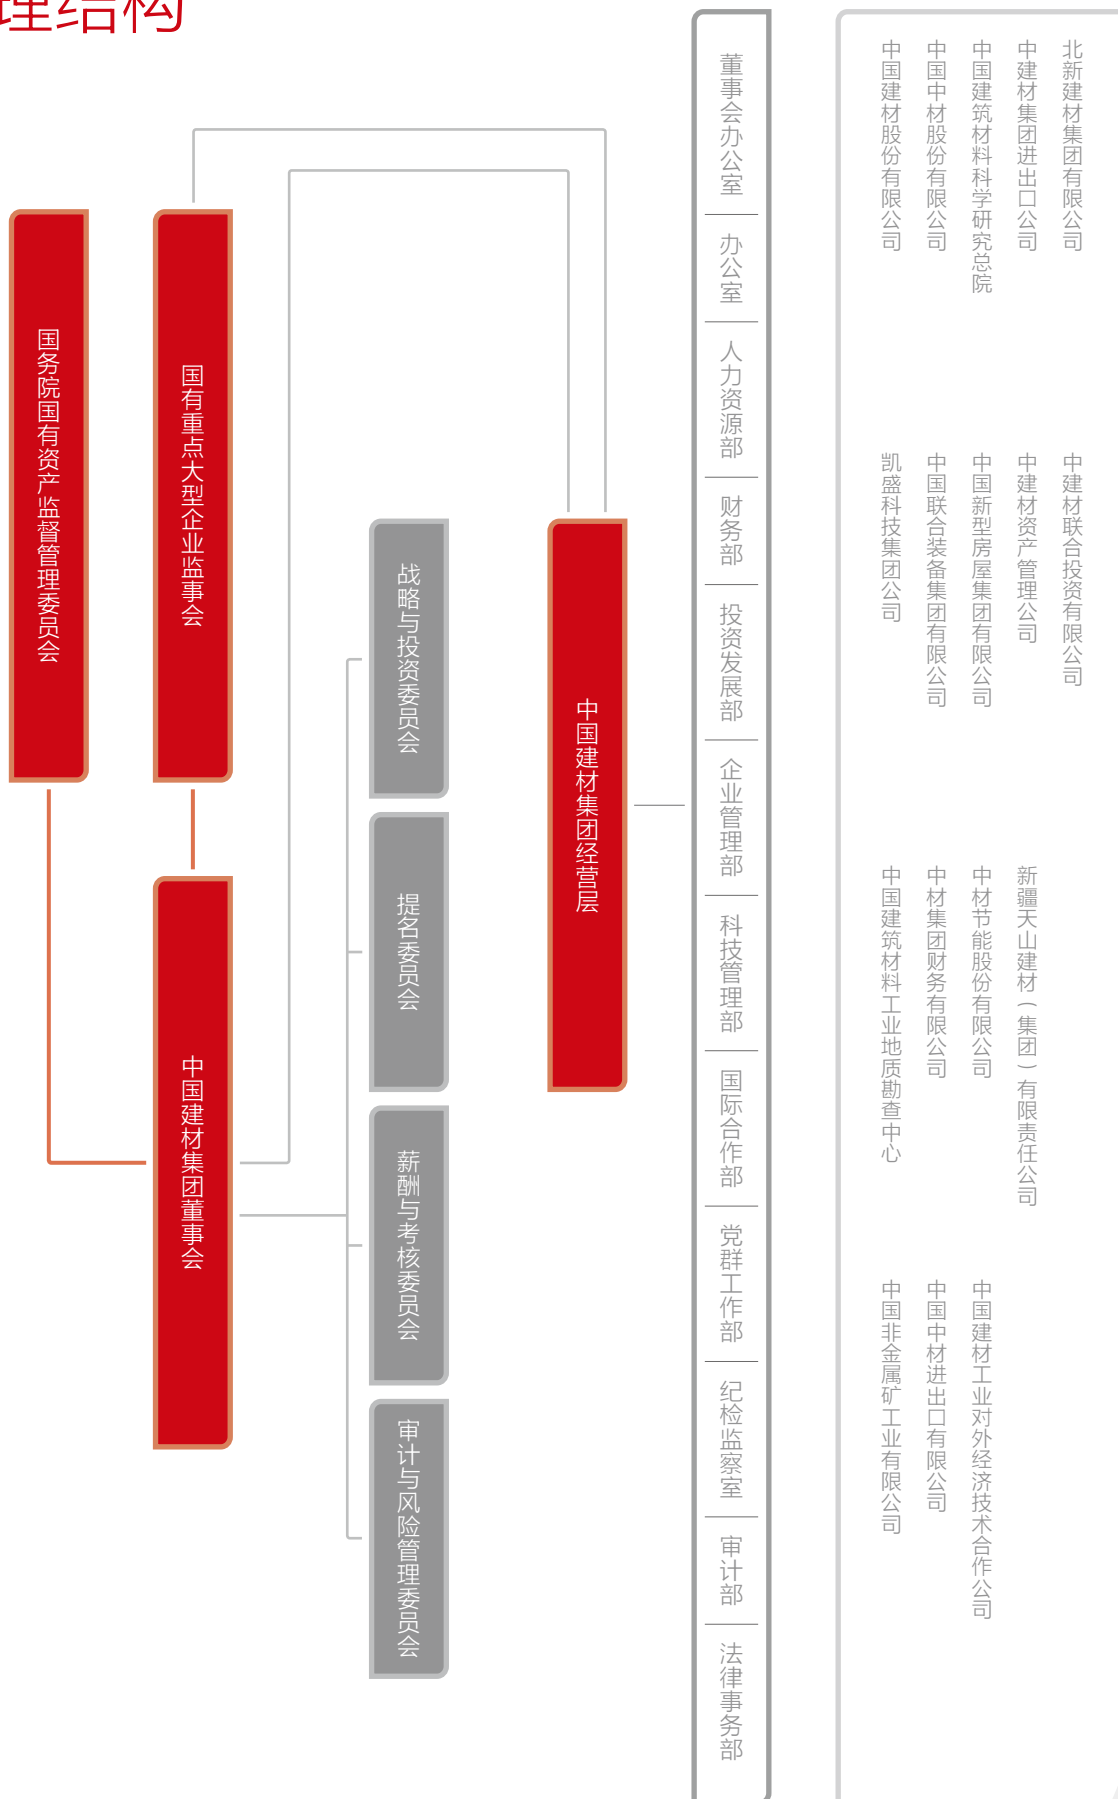 理结构
国务院国有资产监督管理委员会
国有重点大型企业监事会
中国建材集团董事会
战略与投资委员会
提名委员会
薪酬与考核委员会
审计与风险管理委员会
中国建材集团经营层
董事会办公室
办公室
人力资源部
财务部
投资发展部
企业管理部
科技管理部
国际合作部
党群工作部
纪检监察室
审计部
法律事务部
中国建材股份有限公司
中国中材股份有限公司
中国建筑材料科学研究总院
中建材集团进出口公司
北新建材集团有限公司
凯盛科技集团公司
中国联合装备集团有限公司
中国新型房屋集团有限公司
中建材资产管理公司
中建材联合投资有限公司
中国建筑材料工业地质勘查中心
中材集团财务有限公司
中材节能股份有限公司
新疆天山建材（集团）有限责任公司
中国非金属矿工业有限公司
中国中材进出口有限公司
中国建材工业对外经济技术合作公司